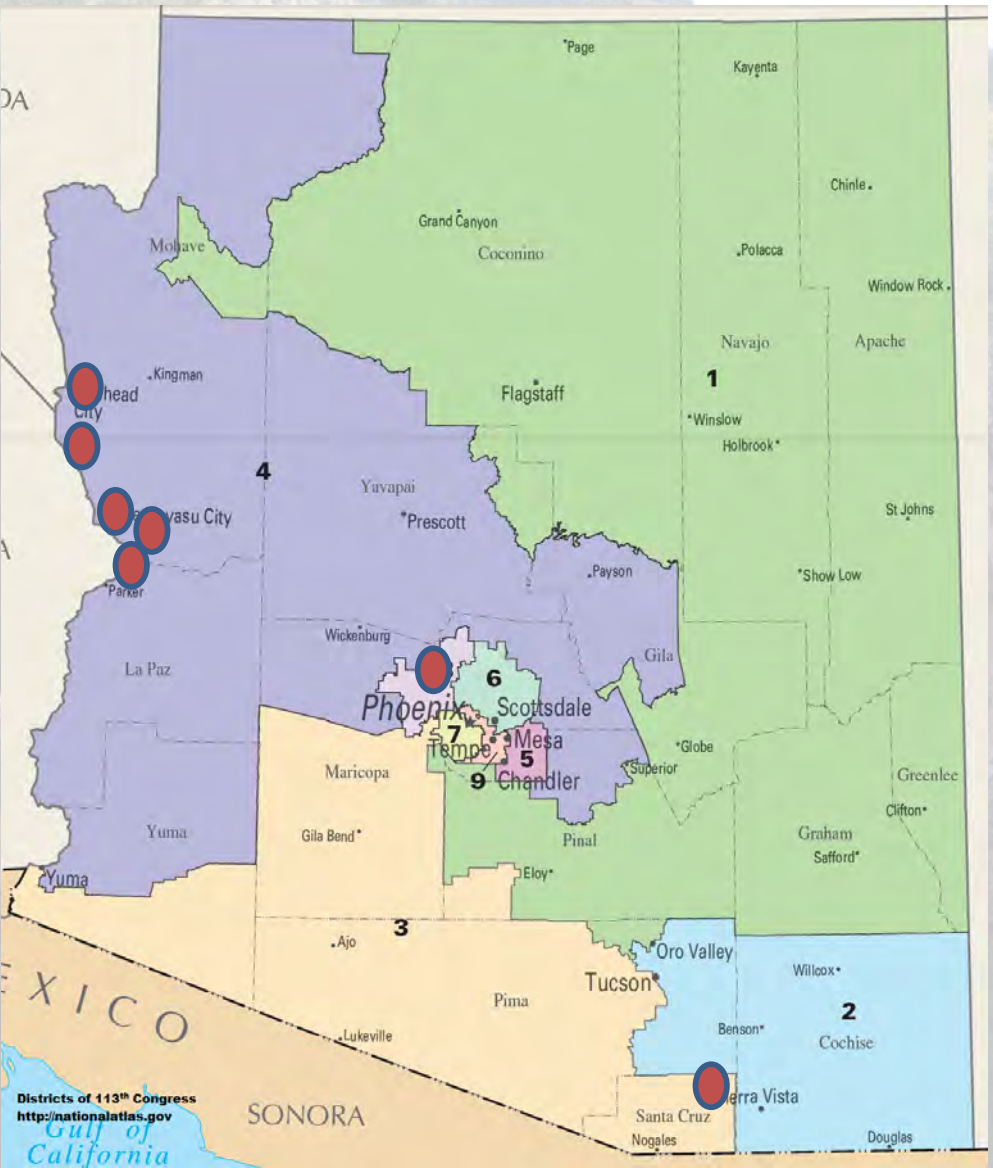 Page
Kayenta
DA
Chinle
Grand Canyon
Mohave
Coconino
Polacca
Window Rock
Navajo
Apache
Kingman
head
City
Flagstaff
1
Winslow
Holbrook
4
Yavapai
Prescott
yasu City
St Johns
A
Payson
Show Low
Parker
Wickenburg
La Paz
Gila
6
Phoenix
Scottsdale
7
Tempe
Mesa
5
Globe
Superior
9
Chandler
Maricopa
Greenlee
Clifton
Yuma
Gila Bend
Pinal
Graham
Safford
Yuma
Eloy
3
Ajo
Oro Valley
Tucson
Willcox
EXICO
Pima
2
Benson
Cochise
Lukeville
Districts of 113th Congress
http://nationalatlas.gov
erra Vista
SONORA
Santa Cruz
Gulf of
California
Nogales
Douglas